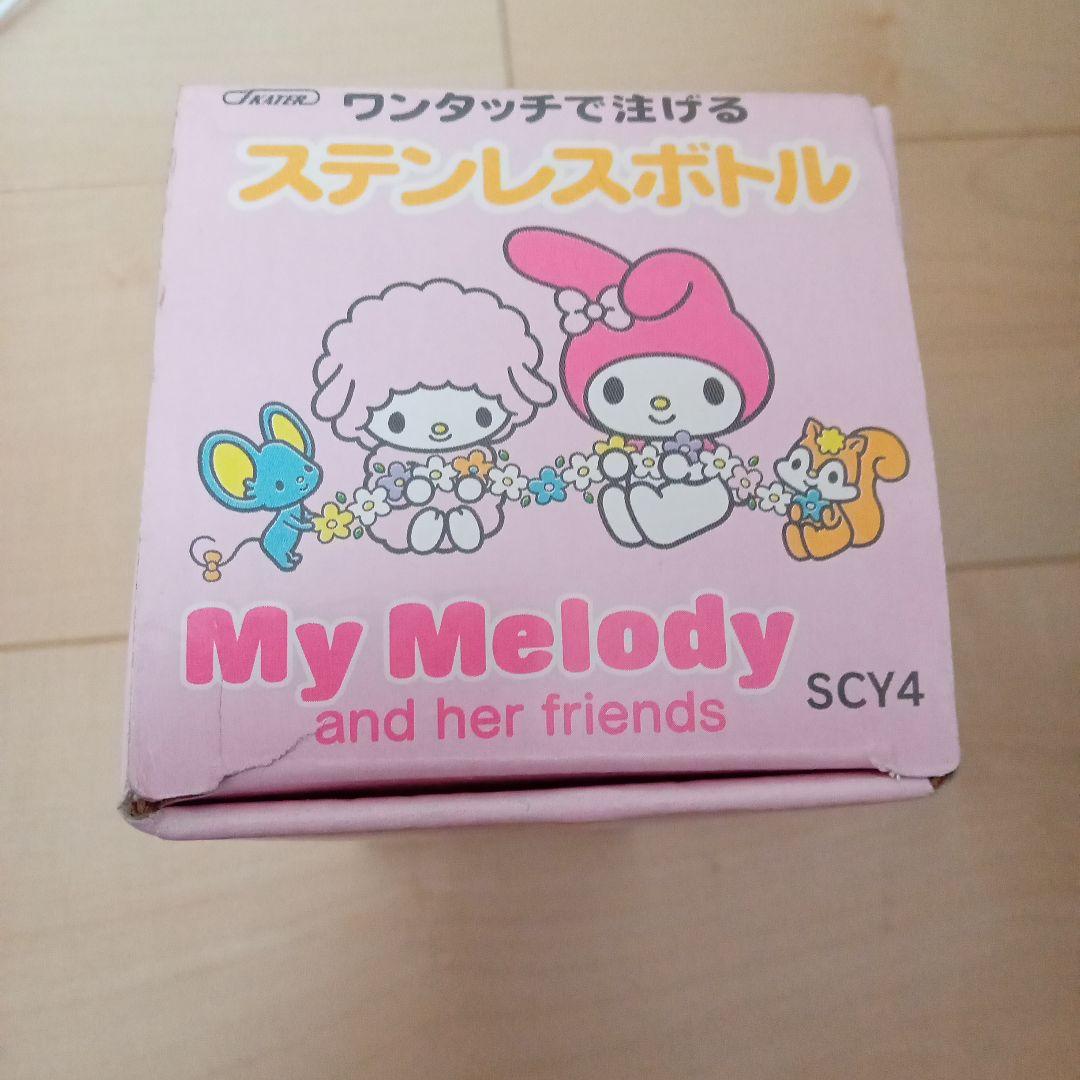 SKATER ワンタッチで注げる
ステンレスボトル
My Melody
SCY4
and her friends